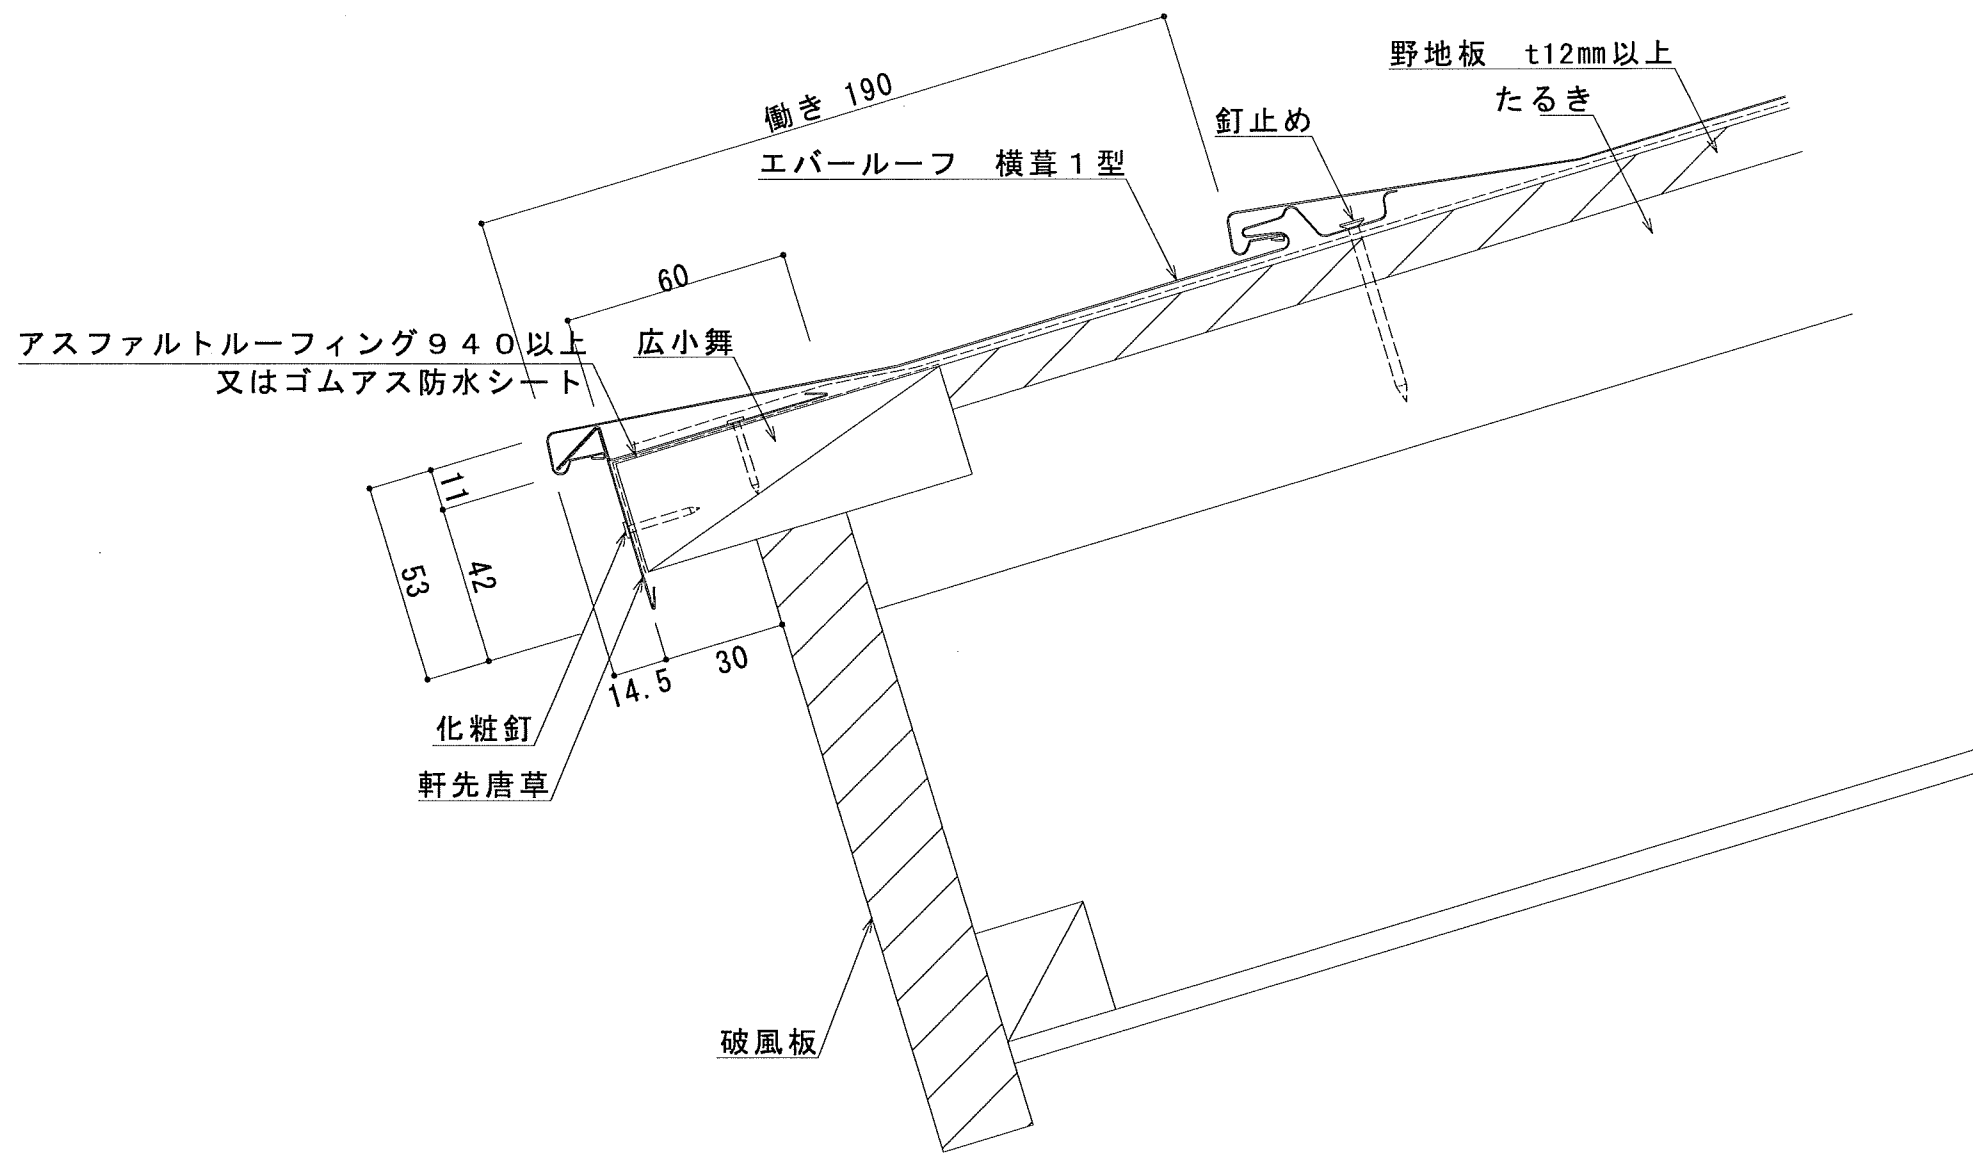 野地板　t12mm以上
たるき
働き 190
釘止め
エバールーフ　横葺１型
60
アスファルトルーフィング９４０以上
又はゴムアス防水シート
広小舞
11
42
53
30
14.5
化粧釘
軒先唐草
破風板